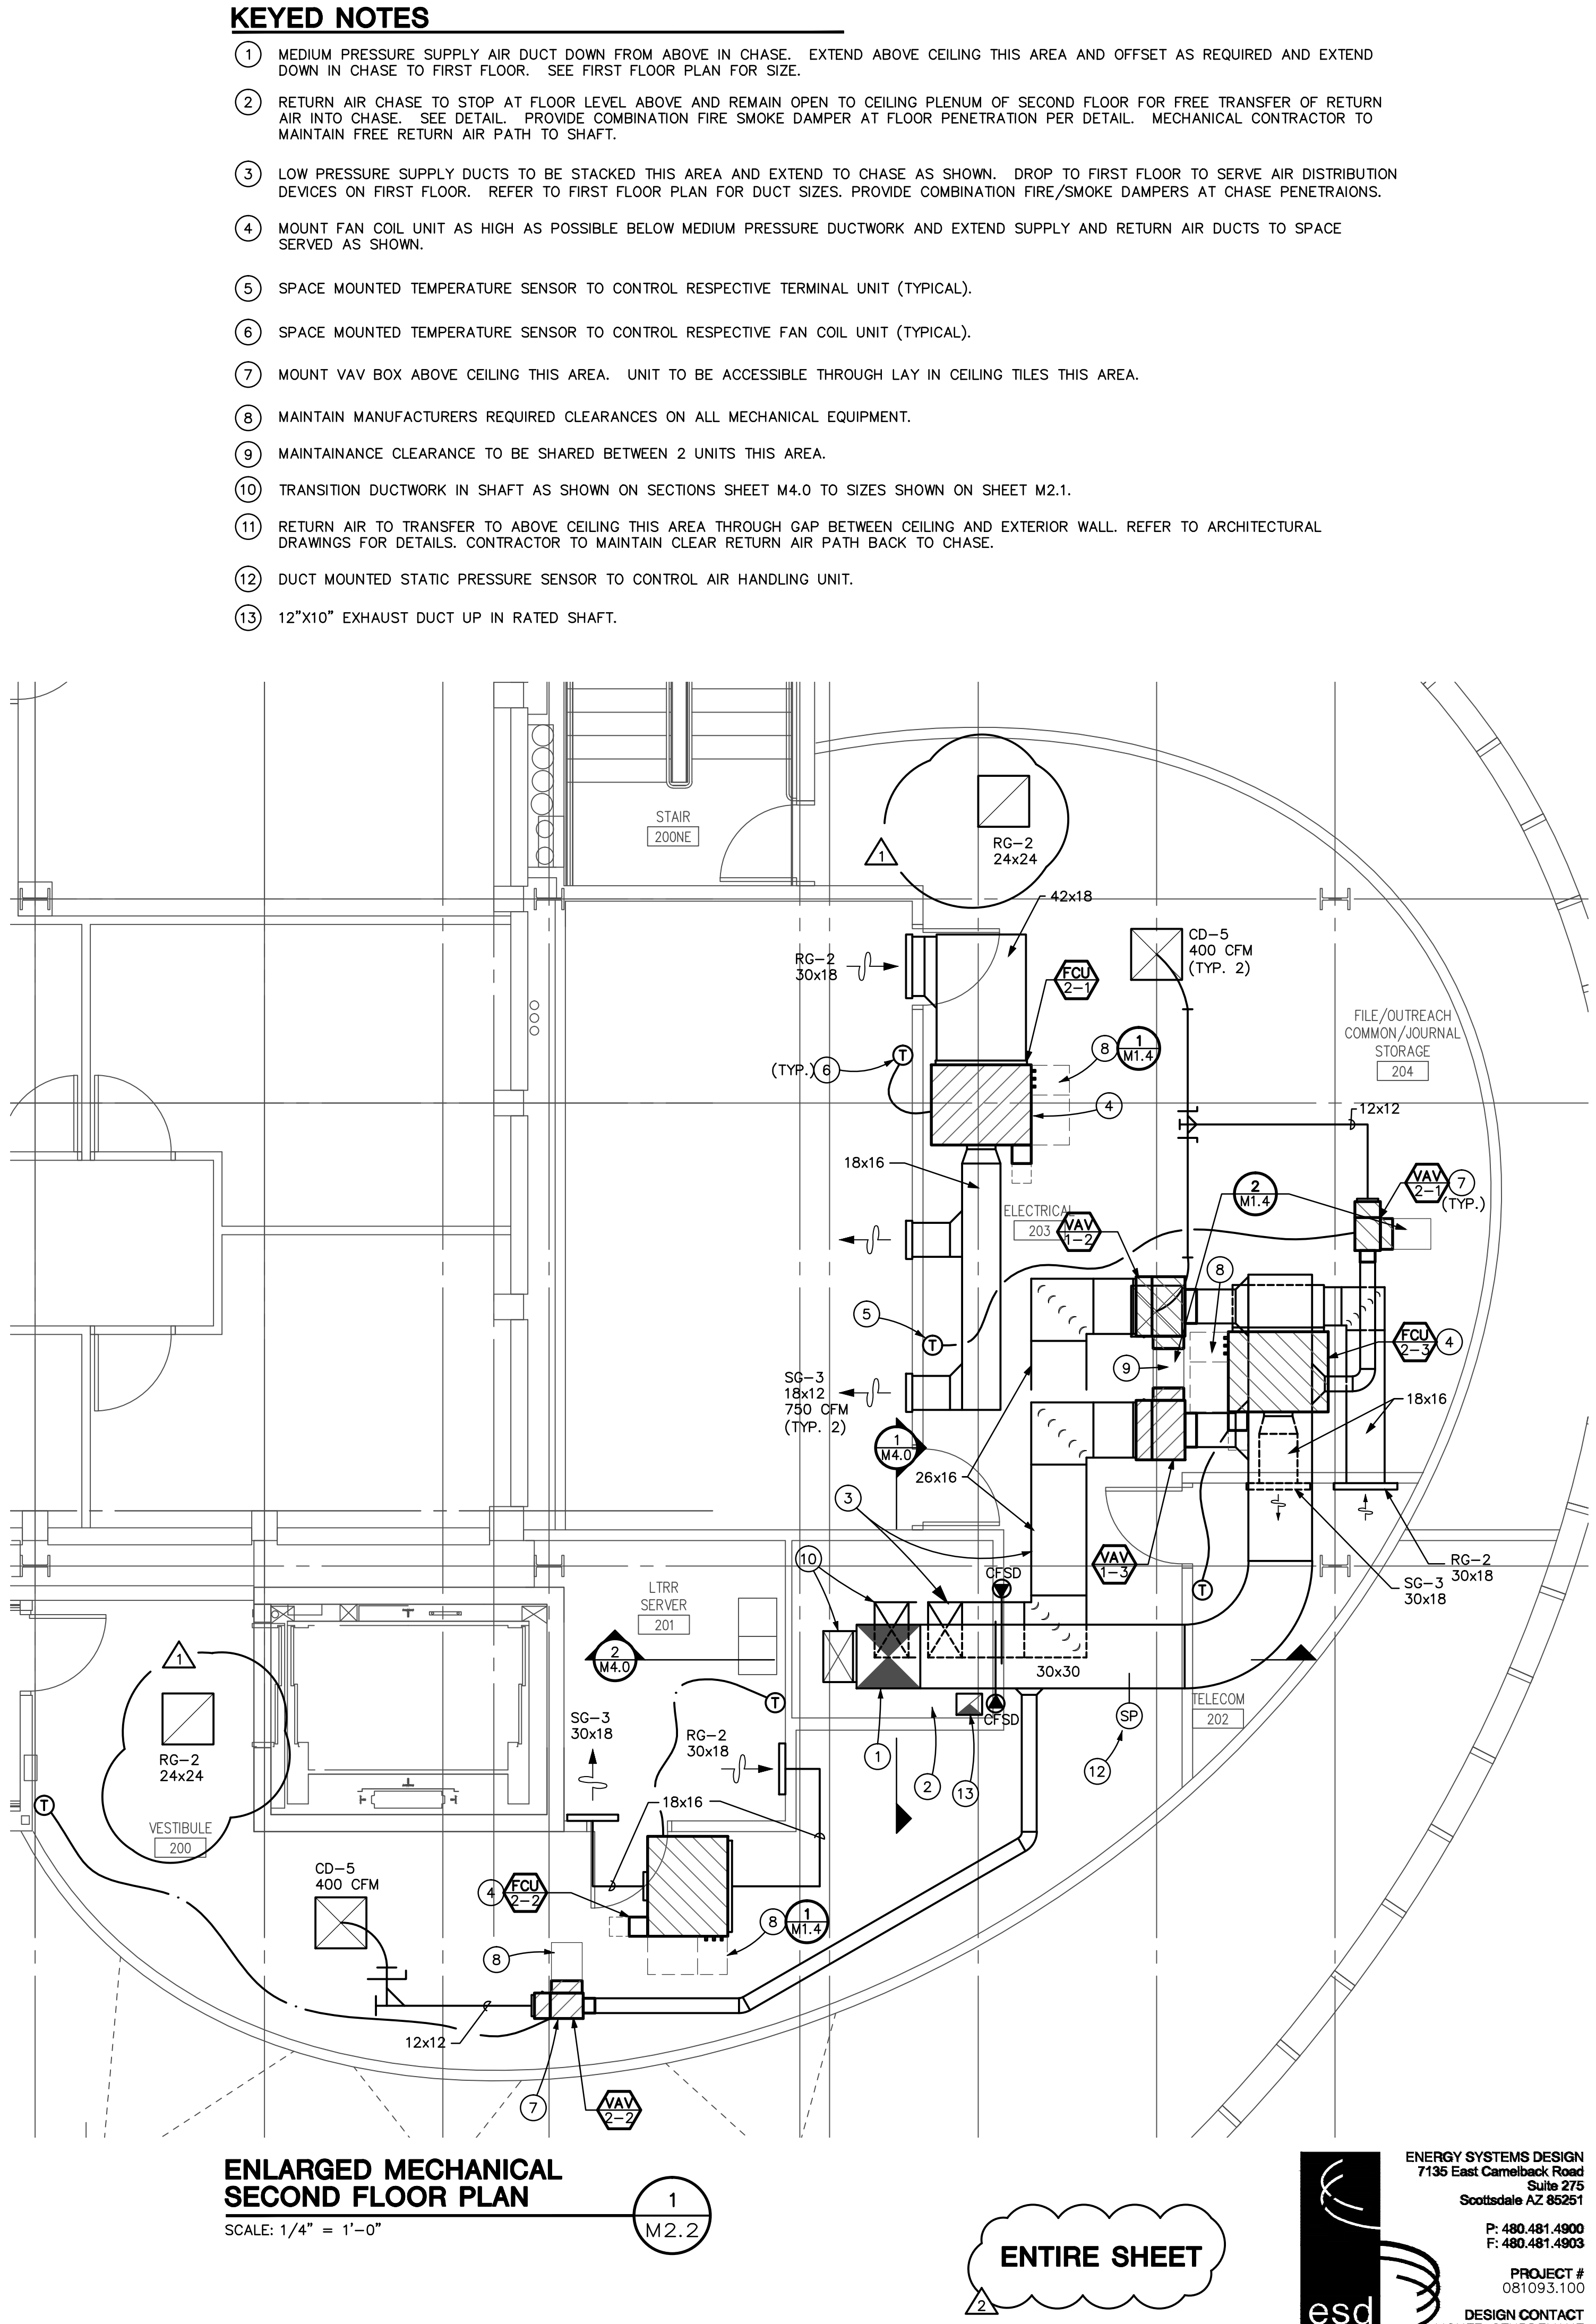 KEYED NOTES
1 MEDIUM PRESSURE SUPPLY AIR DUCT DOWN FROM ABOVE IN CHASE. EXTEND ABOVE CEILING THIS AREA AND OFFSET AS REQUIRED AND EXTEND
DOWN IN CHASE TO FIRST FLOOR. SEE FIRST FLOOR PLAN FOR SIZE.
2 RETURN AIR CHASE TO STOP AT FLOOR LEVEL ABOVE AND REMAIN OPEN TO CEILING PLENUM OF SECOND FLOOR FOR FREE TRANSFER OF RETURN
AIR INTO CHASE. SEE DETAIL. PROVIDE COMBINATION FIRE SMOKE DAMPER AT FLOOR PENETRATION PER DETAIL. MECHANICAL CONTRACTOR TO
MAINTAIN FREE RETURN AIR PATH TO SHAFT.
3 LOW PRESSURE SUPPLY DUCTS TO BE STACKED THIS AREA AND EXTEND TO CHASE AS SHOWN. DROP TO FIRST FLOOR TO SERVE AIR DISTRIBUTION
DEVICES ON FIRST FLOOR. REFER TO FIRST FLOOR PLAN FOR DUCT SIZES. PROVIDE COMBINATION FIRE/SMOKE DAMPERS AT CHASE PENETRAIONS.
4 MOUNT FAN COIL UNIT AS HIGH AS POSSIBLE BELOW MEDIUM PRESSURE DUCTWORK AND EXTEND SUPPLY AND RETURN AIR DUCTS TO SPACE
SERVED AS SHOWN.
5 SPACE MOUNTED TEMPERATURE SENSOR TO CONTROL RESPECTIVE TERMINAL UNIT (TYPICAL).
6 SPACE MOUNTED TEMPERATURE SENSOR TO CONTROL RESPECTIVE FAN COIL UNIT (TYPICAL).
7 MOUNT VAV BOX ABOVE CEILING THIS AREA. UNIT TO BE ACCESSIBLE THROUGH LAY IN CEILING TILES THIS AREA.
8 MAINTAIN MANUFACTURERS REQUIRED CLEARANCES ON ALL MECHANICAL EQUIPMENT.
9 MAINTAINANCE CLEARANCE TO BE SHARED BETWEEN 2 UNITS THIS AREA.
10 TRANSITION DUCTWORK IN SHAFT AS SHOWN ON SECTIONS SHEET M4.0 TO SIZES SHOWN ON SHEET M2.1.
11 RETURN AIR TO TRANSFER TO ABOVE CEILING THIS AREA THROUGH GAP BETWEEN CEILING AND EXTERIOR WALL. REFER TO ARCHITECTURAL
DRAWINGS FOR DETAILS. CONTRACTOR TO MAINTAIN CLEAR RETURN AIR PATH BACK TO CHASE.
12 DUCT MOUNTED STATIC PRESSURE SENSOR TO CONTROL AIR HANDLING UNIT.
13 12"X10" EXHAUST DUCT UP IN RATED SHAFT.
STAIR
200NE
1
RG-2
24x24
42x18
RG-2
30x18
FCU
2-1
CD-5
400 CFM
(TYP. 2)
FILE/OUTREACH
COMMON/JOURNAL
STORAGE
204
(TYP.) 6
T
8
1
M1.4
4
12x12
18x16
ELECTRICAL
203
VAV
1-2
2
M1.4
VAV
2-1
7
(TYP.)
8
5
T
9
FCU
2-3
4
SG-3
18x12
750 CFM
(TYP. 2)
18x16
1
M4.0
26x16
3
10
CFSD
VAV
1-3
T
RG-2
30x18
SG-3
30x18
LTRR
SERVER
201
2
M4.0
30x30
1
T
CFSD
SP
TELECOM
202
1
2
13
12
SG-3
30x18
RG-2
30x18
RG-2
24x24
T
VESTIBULE
200
18x16
CD-5
400 CFM
4
FCU
2-2
8
1
M1.4
8
12x12
7
VAV
2-2
ENLARGED MECHANICAL
SECOND FLOOR PLAN
SCALE: 1/4" = 1'-0"
1
M2.2
ENTIRE SHEET
2
esd
ENERGY SYSTEMS DESIGN
7135 East Camelback Road
Suite 275
Scottsdale AZ 85251
P: 480.481.4900
F: 480.481.4903
PROJECT #
081093.100
DESIGN CONTACT